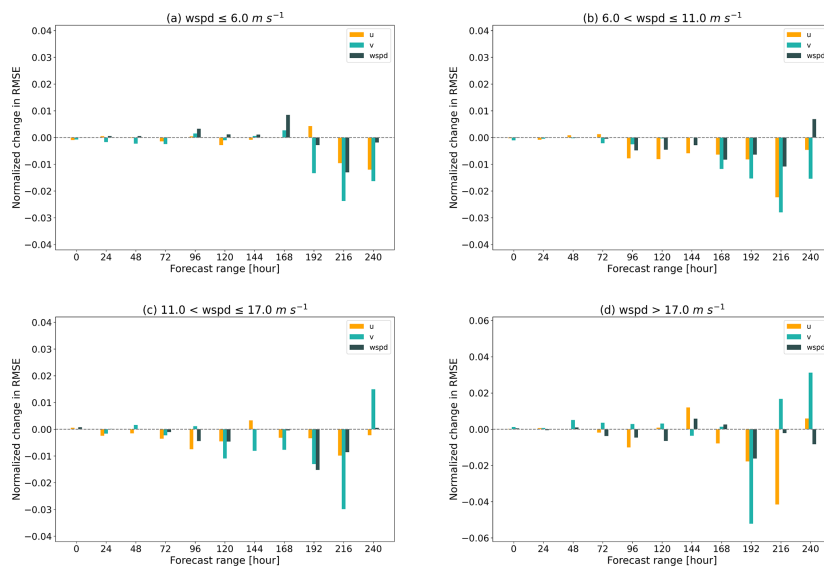 (a) wspd ≤ 6.0 m s⁻¹
0.04
0.03
0.02
0.01
0.00
−0.01
−0.02
−0.03
−0.04
Normalized change in RMSE
u
v
wspd
0 24 48 72 96 120 144 168 192 216 240
Forecast range [hour]
(b) 6.0 < wspd ≤ 11.0 m s⁻¹
0.04
0.03
0.02
0.01
0.00
−0.01
−0.02
−0.03
−0.04
Normalized change in RMSE
u
v
wspd
0 24 48 72 96 120 144 168 192 216 240
Forecast range [hour]
(c) 11.0 < wspd ≤ 17.0 m s⁻¹
0.04
0.03
0.02
0.01
0.00
−0.01
−0.02
−0.03
−0.04
Normalized change in RMSE
u
v
wspd
0 24 48 72 96 120 144 168 192 216 240
Forecast range [hour]
(d) wspd > 17.0 m s⁻¹
0.06
0.04
0.02
0.00
−0.02
−0.04
−0.06
Normalized change in RMSE
u
v
wspd
0 24 48 72 96 120 144 168 192 216 240
Forecast range [hour]